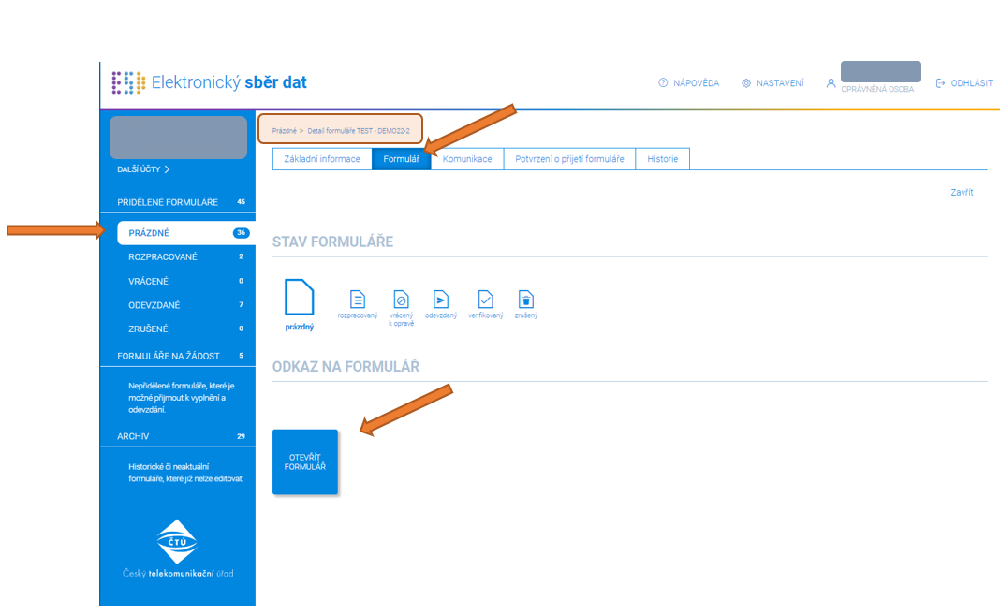 Elektronický sběr dat
NÁPOVĚDA
NASTAVENÍ
OPRÁVNĚNÁ OSOBA
ODHLÁSIT
DALŠÍ ÚČTY >
PŘIDĚLENÉ FORMULÁŘE 45
PRÁZDNÉ 36
ROZPRACOVANÉ 2
VRÁCENÉ 0
ODEVZDANÉ 7
ZRUŠENÉ 0
FORMULÁŘE NA ŽÁDOST 5
Nepřidělené formuláře, které je
možné přijmout k vyplnění a
odevzdání.
ARCHIV 29
Historické či neaktuální
formuláře, které již nelze editovat.
ČTÚ
Český telekomunikační úřad
Prázdné > Detail formuláře TEST - DEMO22-2
Základní informace
Formulář
Komunikace
Potvrzení o přijetí formuláře
Historie
Zavřít
STAV FORMULÁŘE
prázdný
rozpracovaný
vrácený
k opravě
odevzdaný
verifikovaný
zrušený
ODKAZ NA FORMULÁŘ
OTEVŘÍT
FORMULÁŘ